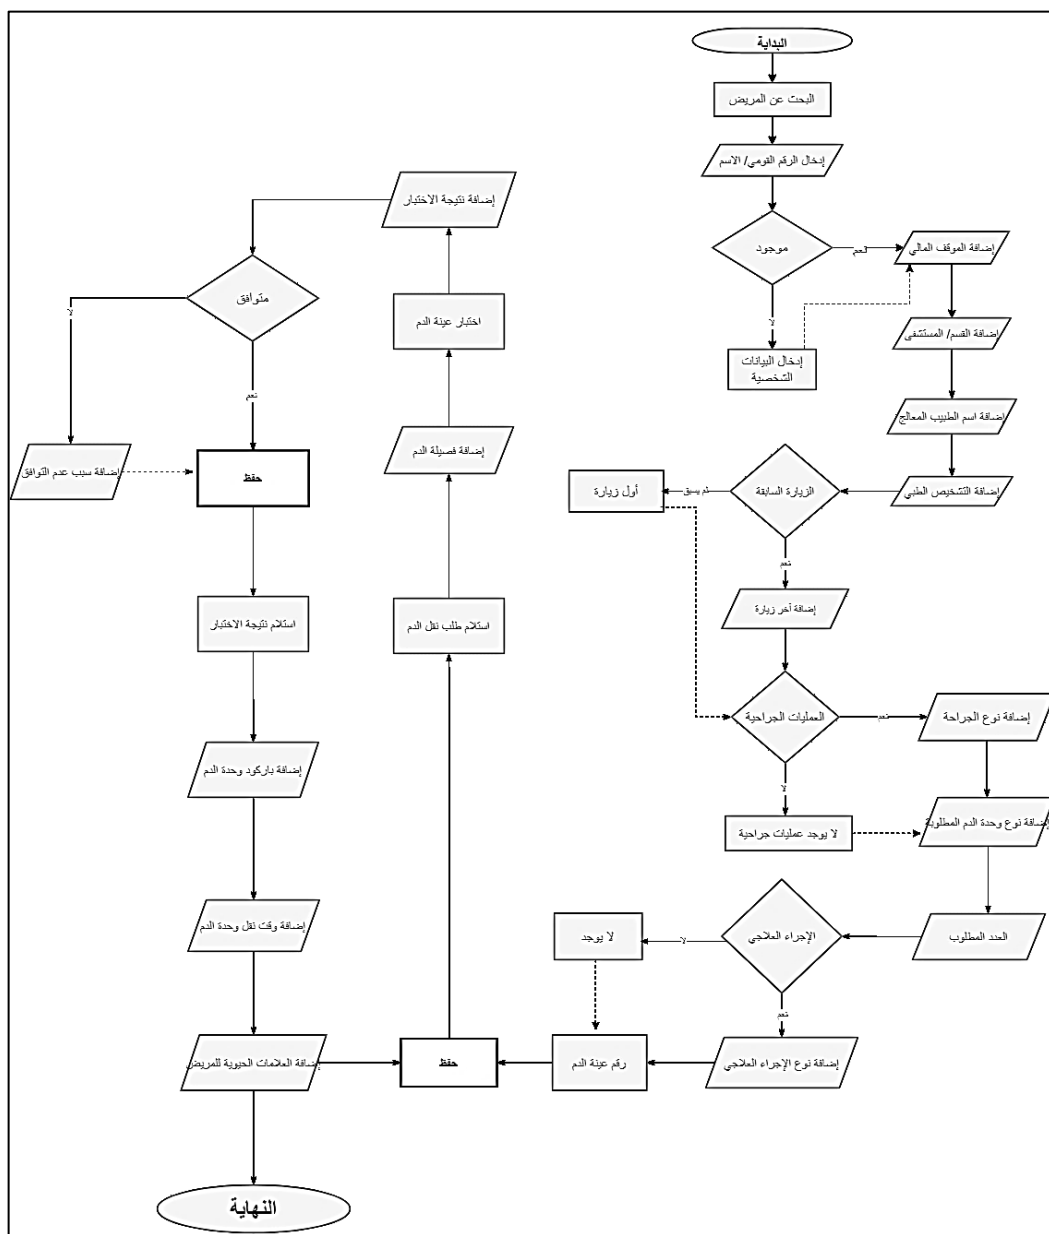 البداية
البحث عن المريض
إدخال الرقم القومي/ الاسم
موجود
نعم
لا
إضافة الموقف المالي
إدخال البيانات
الشخصية
إضافة القسم/ المستشفى
إضافة اسم الطبيب المعالج
إضافة التشخيص الطبي
الزيارة السابقة
لم يسبق
أول زيارة
نعم
إضافة أخر زيارة
العمليات الجراحية
نعم
إضافة نوع الجراحة
لا
لا يوجد عمليات جراحية
إضافة نوع وحدة الدم المطلوبة
العدد المطلوب
الإجراء العلاجي
لا
لا يوجد
نعم
إضافة نوع الإجراء العلاجي
رقم عينة الدم
حفظ
استلام طلب نقل الدم
إضافة فصيلة الدم
اختبار عينة الدم
إضافة نتيجة الاختبار
متوافق
لا
نعم
إضافة سبب عدم التوافق
حفظ
استلام نتيجة الاختبار
إضافة باركود وحدة الدم
إضافة وقت نقل وحدة الدم
إضافة العلامات الحيوية للمريض
النهاية